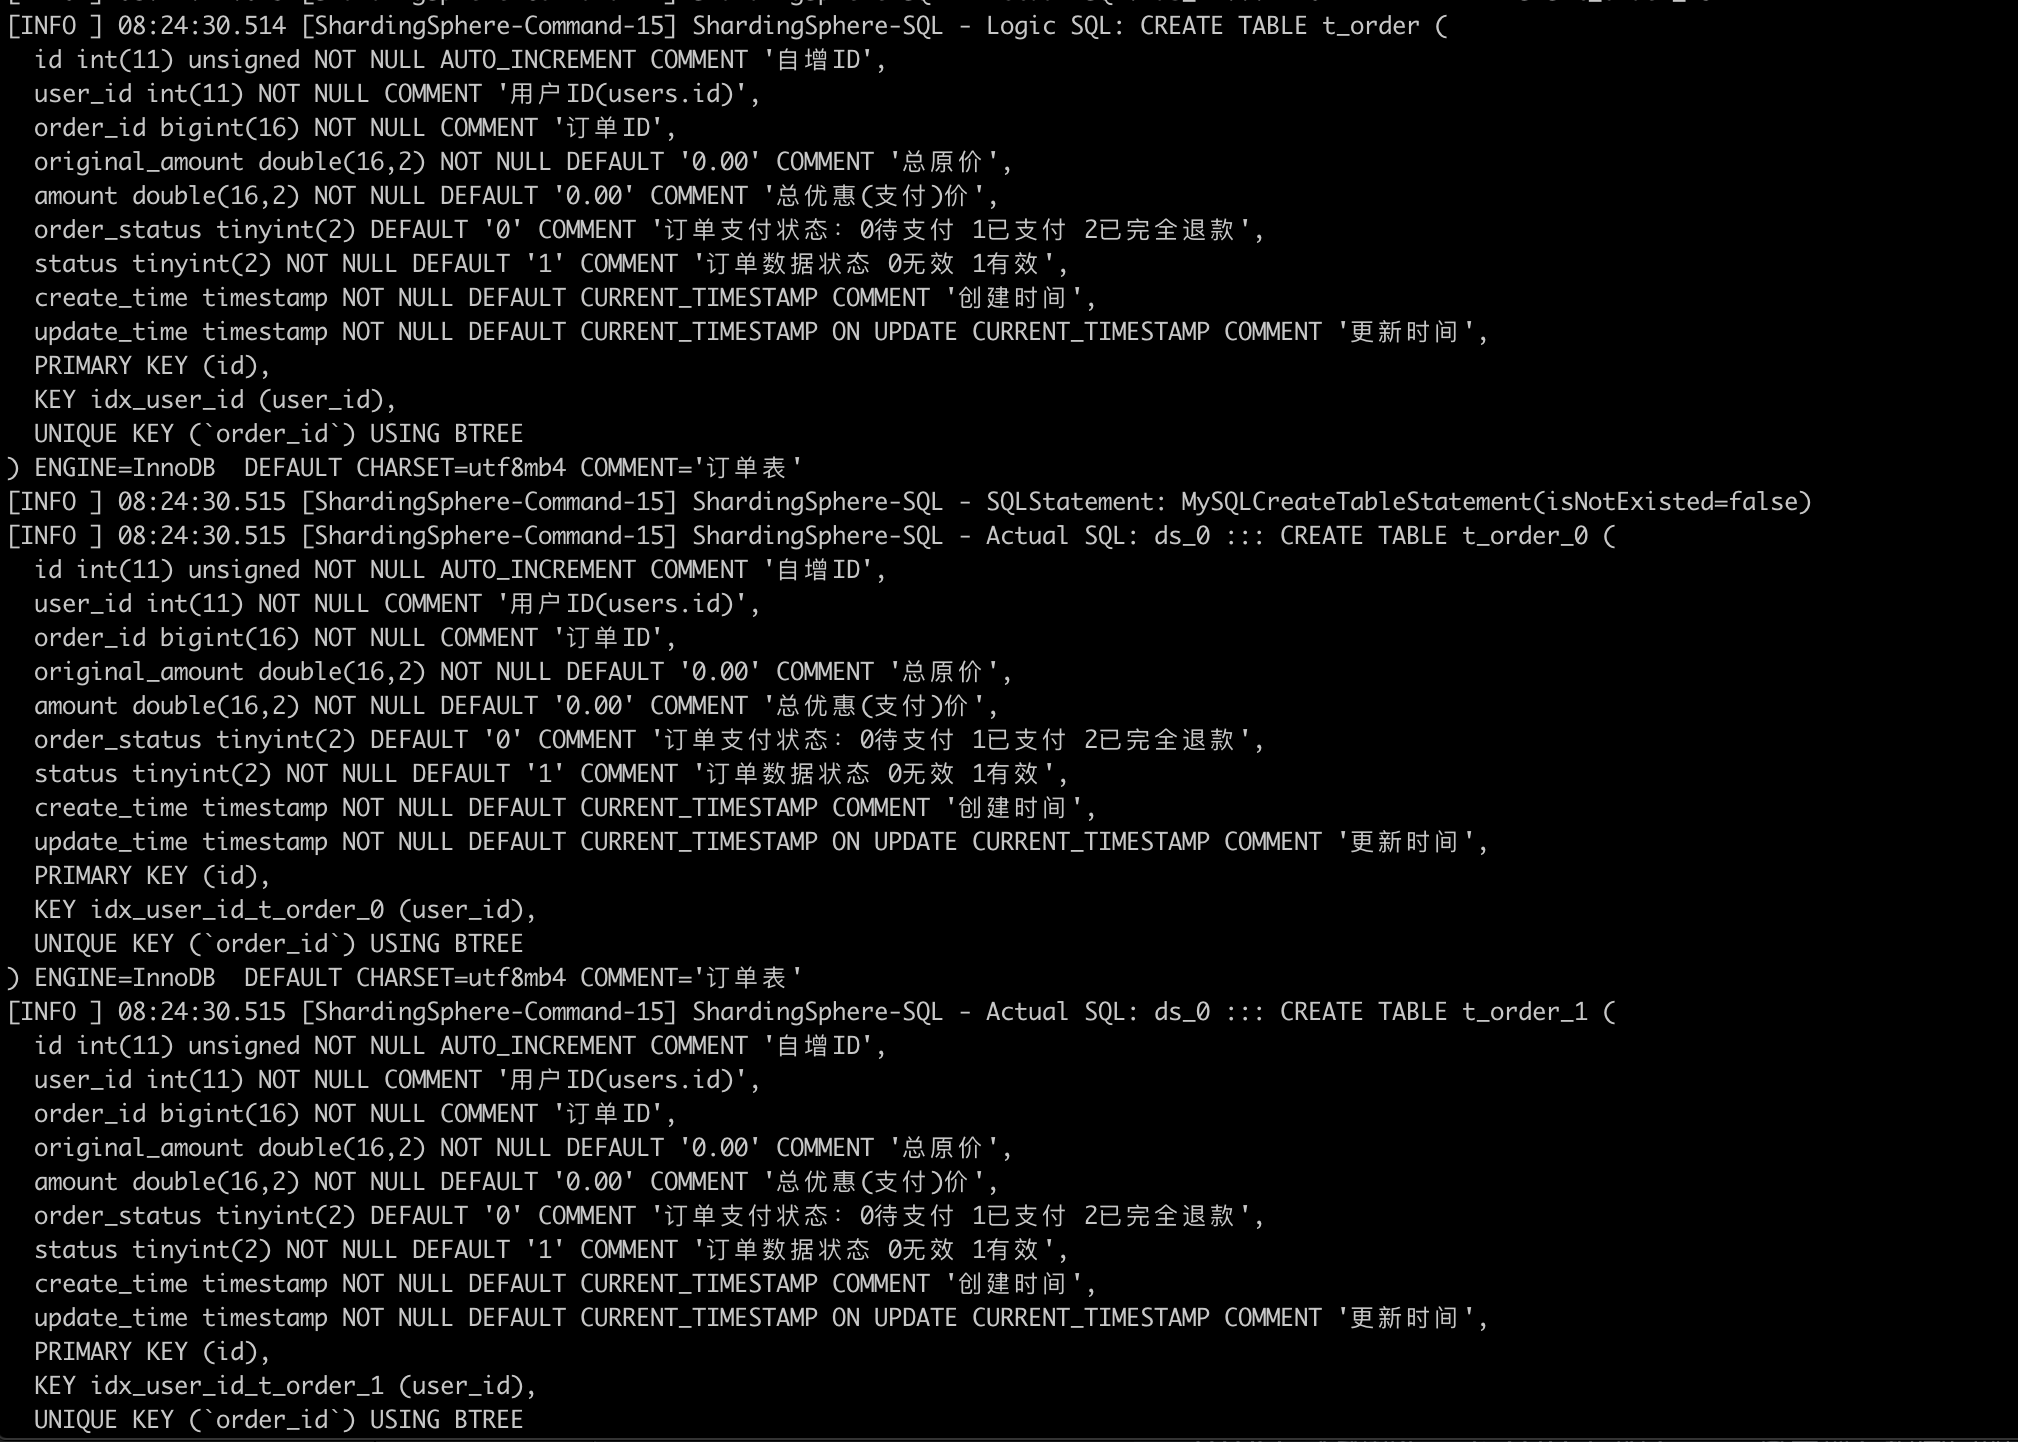 [INFO ] 08:24:30.514 [ShardingSphere-Command-15] ShardingSphere-SQL - Logic SQL: CREATE TABLE t_order (
  id int(11) unsigned NOT NULL AUTO_INCREMENT COMMENT '自增ID',
  user_id int(11) NOT NULL COMMENT '用户ID(users.id)',
  order_id bigint(16) NOT NULL COMMENT '订单ID',
  original_amount double(16,2) NOT NULL DEFAULT '0.00' COMMENT '总原价',
  amount double(16,2) NOT NULL DEFAULT '0.00' COMMENT '总优惠(支付)价',
  order_status tinyint(2) DEFAULT '0' COMMENT '订单支付状态: 0待支付 1已支付 2已完全退款',
  status tinyint(2) NOT NULL DEFAULT '1' COMMENT '订单数据状态 0无效 1有效',
  create_time timestamp NOT NULL DEFAULT CURRENT_TIMESTAMP COMMENT '创建时间',
  update_time timestamp NOT NULL DEFAULT CURRENT_TIMESTAMP ON UPDATE CURRENT_TIMESTAMP COMMENT '更新时间',
  PRIMARY KEY (id),
  KEY idx_user_id (user_id),
  UNIQUE KEY (`order_id`) USING BTREE
) ENGINE=InnoDB  DEFAULT CHARSET=utf8mb4 COMMENT='订单表'
[INFO ] 08:24:30.515 [ShardingSphere-Command-15] ShardingSphere-SQL - SQLStatement: MySQLCreateTableStatement(isNotExisted=false)
[INFO ] 08:24:30.515 [ShardingSphere-Command-15] ShardingSphere-SQL - Actual SQL: ds_0 ::: CREATE TABLE t_order_0 (
  id int(11) unsigned NOT NULL AUTO_INCREMENT COMMENT '自增ID',
  user_id int(11) NOT NULL COMMENT '用户ID(users.id)',
  order_id bigint(16) NOT NULL COMMENT '订单ID',
  original_amount double(16,2) NOT NULL DEFAULT '0.00' COMMENT '总原价',
  amount double(16,2) NOT NULL DEFAULT '0.00' COMMENT '总优惠(支付)价',
  order_status tinyint(2) DEFAULT '0' COMMENT '订单支付状态: 0待支付 1已支付 2已完全退款',
  status tinyint(2) NOT NULL DEFAULT '1' COMMENT '订单数据状态 0无效 1有效',
  create_time timestamp NOT NULL DEFAULT CURRENT_TIMESTAMP COMMENT '创建时间',
  update_time timestamp NOT NULL DEFAULT CURRENT_TIMESTAMP ON UPDATE CURRENT_TIMESTAMP COMMENT '更新时间',
  PRIMARY KEY (id),
  KEY idx_user_id_t_order_0 (user_id),
  UNIQUE KEY (`order_id`) USING BTREE
) ENGINE=InnoDB  DEFAULT CHARSET=utf8mb4 COMMENT='订单表'
[INFO ] 08:24:30.515 [ShardingSphere-Command-15] ShardingSphere-SQL - Actual SQL: ds_0 ::: CREATE TABLE t_order_1 (
  id int(11) unsigned NOT NULL AUTO_INCREMENT COMMENT '自增ID',
  user_id int(11) NOT NULL COMMENT '用户ID(users.id)',
  order_id bigint(16) NOT NULL COMMENT '订单ID',
  original_amount double(16,2) NOT NULL DEFAULT '0.00' COMMENT '总原价',
  amount double(16,2) NOT NULL DEFAULT '0.00' COMMENT '总优惠(支付)价',
  order_status tinyint(2) DEFAULT '0' COMMENT '订单支付状态: 0待支付 1已支付 2已完全退款',
  status tinyint(2) NOT NULL DEFAULT '1' COMMENT '订单数据状态 0无效 1有效',
  create_time timestamp NOT NULL DEFAULT CURRENT_TIMESTAMP COMMENT '创建时间',
  update_time timestamp NOT NULL DEFAULT CURRENT_TIMESTAMP ON UPDATE CURRENT_TIMESTAMP COMMENT '更新时间',
  PRIMARY KEY (id),
  KEY idx_user_id_t_order_1 (user_id),
  UNIQUE KEY (`order_id`) USING BTREE